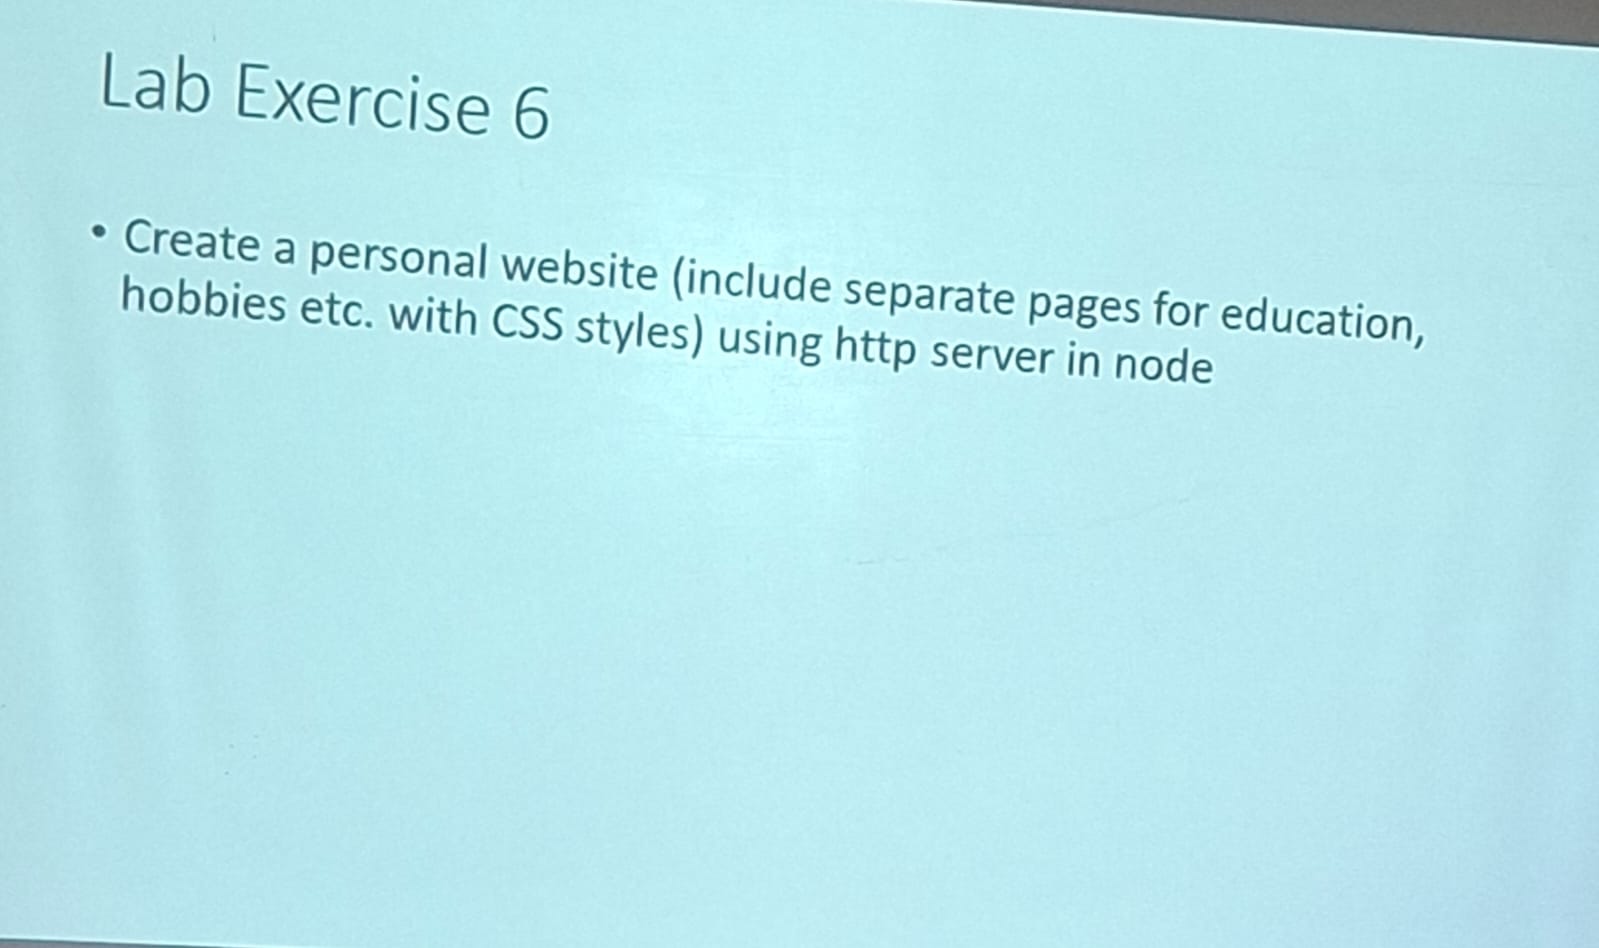 Lab Exercise 6
• Create a personal website (include separate pages for education,
hobbies etc. with CSS styles) using http server in node